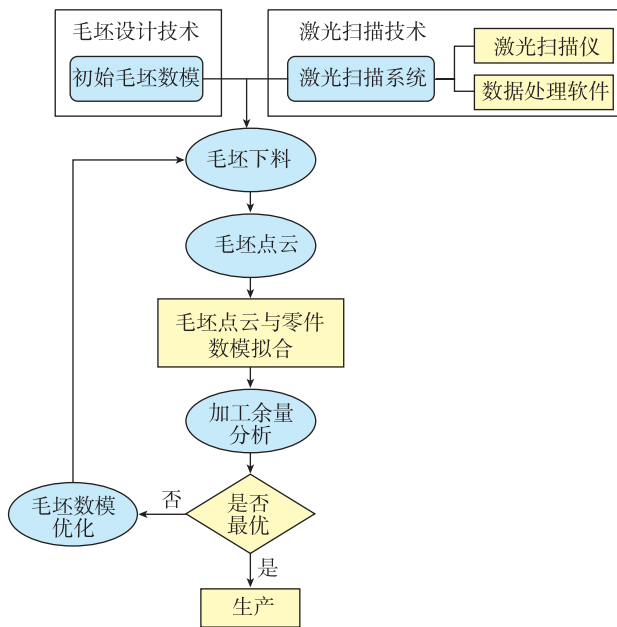 毛坯设计技术
激光扫描技术
初始毛坯数模
激光扫描系统
激光扫描仪
数据处理软件
毛坯下料
毛坯点云
毛坯点云与零件
数模拟合
加工余量
分析
是否
最优
否
毛坯数模
优化
是
生产